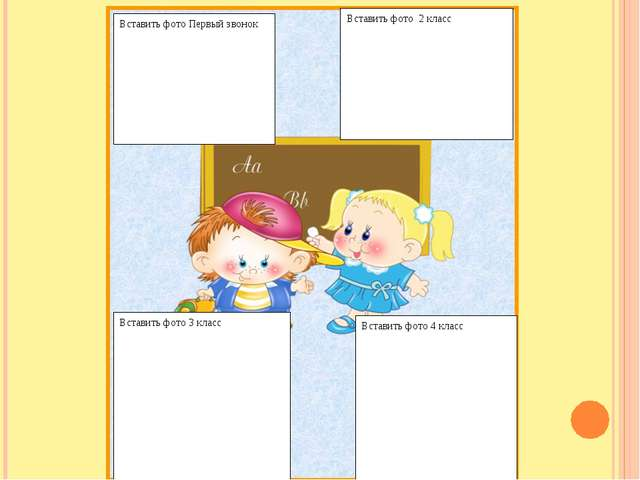 Вставить фото Первый звонок
Вставить фото 2 класс
Aa
Bb
Вставить фото 3 класс
Вставить фото 4 класс